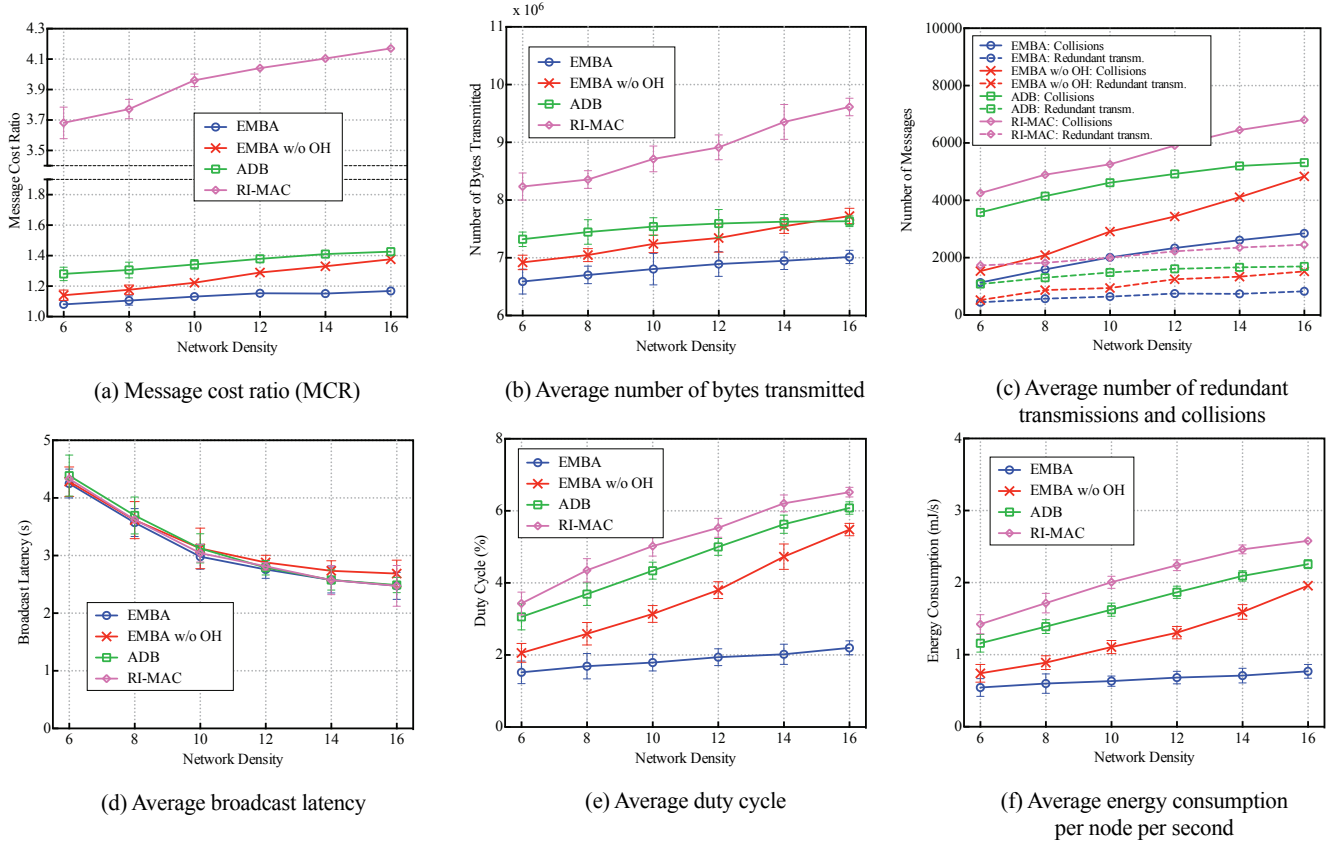 4.3
4.1
3.9
3.7
3.5
1.8
1.6
1.4
1.2
1.0
Message Cost Ratio
EMBA
EMBA w/o OH
ADB
RI-MAC
6 8 10 12 14 16
Network Density
(a) Message cost ratio (MCR)
x 10⁶
11
10
9
8
7
6
Number of Bytes Transmitted
EMBA
EMBA w/o OH
ADB
RI-MAC
6 8 10 12 14 16
Network Density
(b) Average number of bytes transmitted
10000
8000
6000
4000
2000
0
Number of Messages
EMBA: Collisions
EMBA: Redundant transm.
EMBA w/o OH: Collisions
EMBA w/o OH: Redundant transm.
ADB: Collisions
ADB: Redundant transm.
RI-MAC: Collisions
RI-MAC: Redundant transm.
6 8 10 12 14 16
Network Density
(c) Average number of redundant
transmissions and collisions
5
4
3
2
1
0
Broadcast Latency (s)
EMBA
EMBA w/o OH
ADB
RI-MAC
6 8 10 12 14 16
Network Density
(d) Average broadcast latency
8
6
4
2
0
Duty Cycle (%)
EMBA
EMBA w/o OH
ADB
RI-MAC
6 8 10 12 14 16
Network Density
(e) Average duty cycle
4
3
2
1
0
Energy Consumption (mJ/s)
EMBA
EMBA w/o OH
ADB
RI-MAC
6 8 10 12 14 16
Network Density
(f) Average energy consumption
per node per second